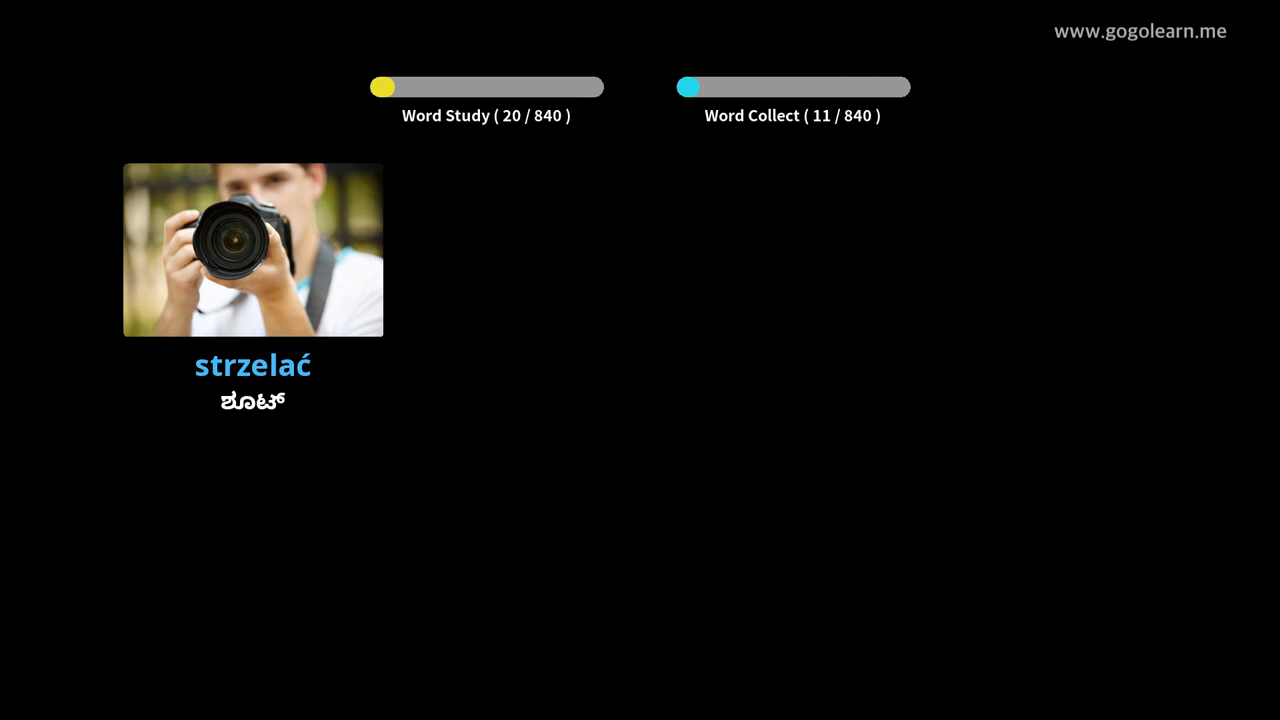 www.gogolearn.me
Word Study ( 20 / 840 )
Word Collect ( 11 / 840 )
strzelać
ಶೂಟ್